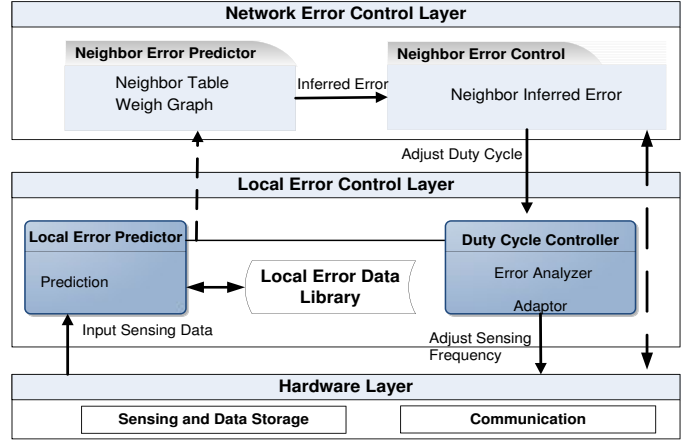 Network Error Control Layer
Neighbor Error Predictor
Neighbor Error Control
Neighbor Table
Weigh Graph
Inferred Error
Neighbor Inferred Error
Adjust Duty Cycle
Local Error Control Layer
Local Error Predictor
Duty Cycle Controller
Prediction
Local Error Data
Library
Error Analyzer
Adaptor
Input Sensing Data
Adjust Sensing
Frequency
Hardware Layer
Sensing and Data Storage
Communication